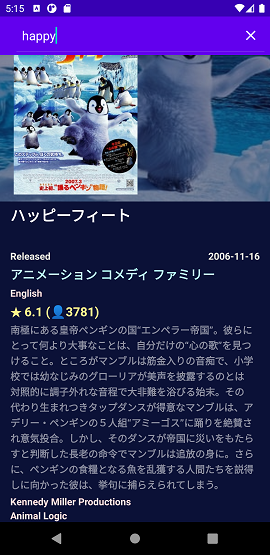 5:15
happy
2007.3
史上初、"踊るペンギン"物語!
ハッピーフィート
Released 2006-11-16
アニメーション コメディ ファミリー
English
★ 6.1 (👤3781)
南極にある皇帝ペンギンの国“エンペラー帝国”。彼らに
とって何より大事なことは、自分だけの“心の歌”を見つ
けること。ところがマンブルは筋金入りの音痴で、小学
校では幼なじみのグローリアが美声を披露するのとは
対照的に調子外れな音程で大非難を浴びる始末。その
代わり生まれつきタップダンスが得意なマンブルは、ア
デリー・ペンギンの５人組“アミーゴス”に踊りを絶賛さ
れ意気投合。しかし、そのダンスが帝国に災いをもたら
すと判断した長老の命令でマンブルは追放の身に。さら
に、ペンギンの食糧となる魚を乱獲する人間たちを説得
しに向かった彼は、挙句に捕らえられてしまう。
Kennedy Miller Productions
Animal Logic